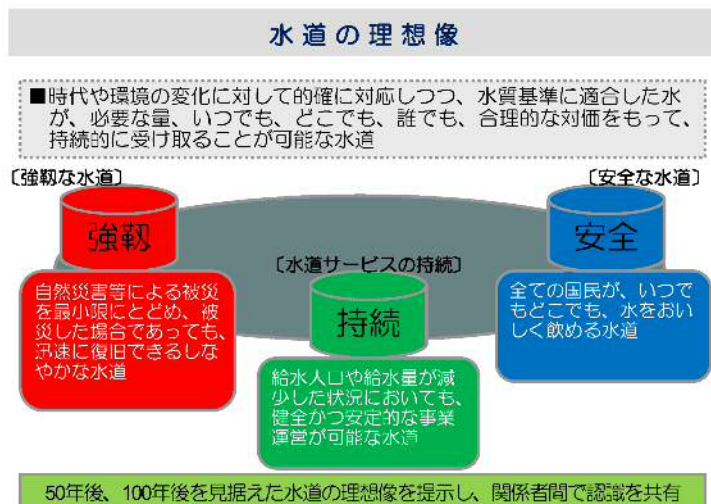 水道の理想像
■時代や環境の変化に対して的確に対応しつつ、水質基準に適合した水
が、必要な量、いつでも、どこでも、誰でも、合理的な対価をもって、
持続的に受け取ることが可能な水道
〔強靱な水道〕
〔安全な水道〕
強靱
安全
〔水道サービスの持続〕
持続
自然災害等による被災
を最小限にとどめ、被
災した場合であっても、
迅速に復旧できるしな
やかな水道
全ての国民が、いつで
もどこでも、水をおい
しく飲める水道
給水人口や給水量が減
少した状況においても、
健全かつ安定的な事業
運営が可能な水道
50年後、100年後を見据えた水道の理想像を提示し、関係者間で認識を共有